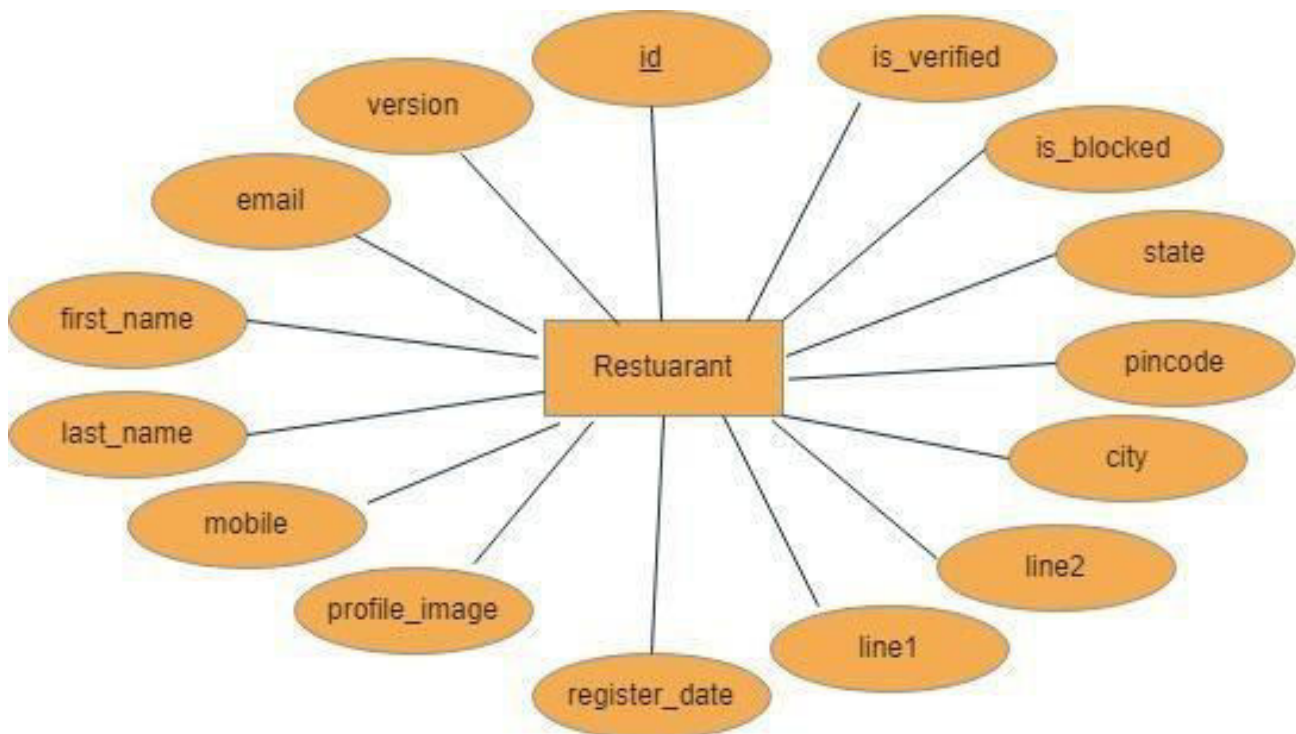 id
is_verified
version
is_blocked
email
state
first_name
Restuarant
pincode
last_name
city
mobile
line2
profile_image
line1
register_date